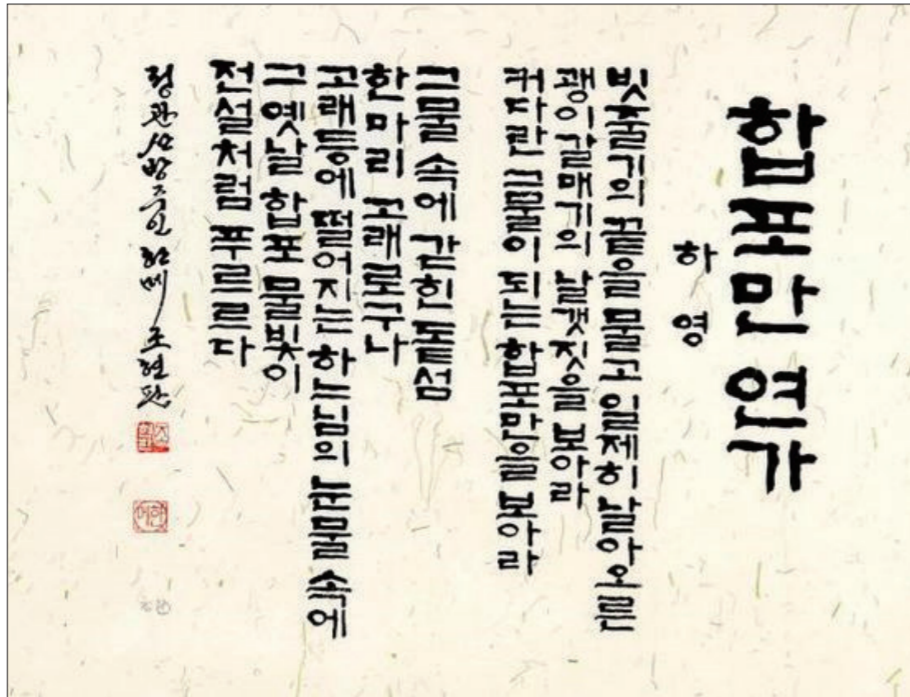 합포만 연가
하영
빗줄기의 끝을 물고 일제히 날아오른
괭이갈매기의 날갯짓을 보아라
커다란 그물이 되는 합포만을 보아라
그물 속에 갇힌 돝섬
한 마리 고래로구나
고래등에 떨어지는 하느님의 눈물 속에
그 옛날 합포 물빛이
전설처럼 푸르르다
한메 조현판